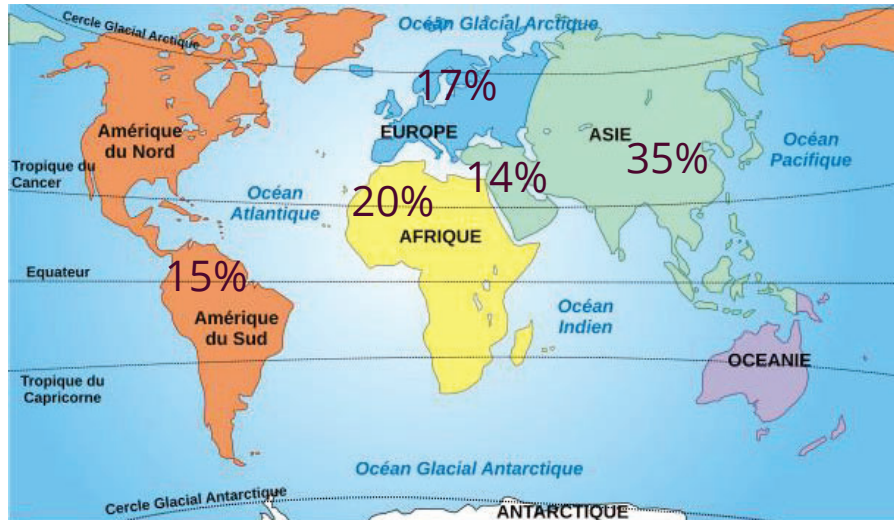 Cercle Glacial Arctique
Océan Glacial Arctique
17%
Amérique
du Nord
EUROPE
ASIE
Océan
Pacifique
Tropique du
Cancer
Océan
Atlantique
14%
35%
20%
AFRIQUE
Equateur
15%
Amérique
du Sud
Océan
Indien
OCEANIE
Tropique du
Capricorne
Océan Glacial Antarctique
Cercle Glacial Antarctique
ANTARCTIQUE